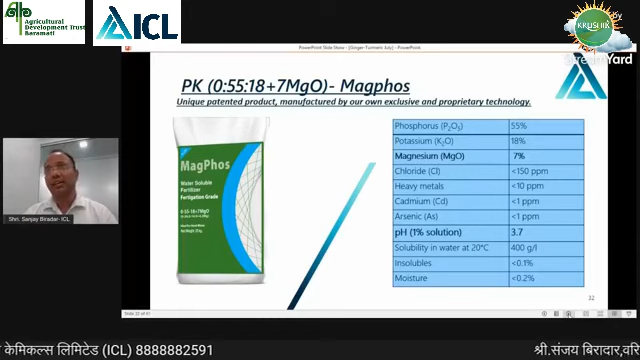 Agricultural
Development Trust
Baramati
ICL
KRUSHIK
StreamYard
PowerPoint Slide Show - [Ginger-Turmeric July] - PowerPoint
PK (0:55:18+7MgO)- Magphos
Unique patented product, manufactured by our own exclusive and proprietary technology.
MagPhos
Water Soluble
Fertilizer
Fertigation Grade
0-55-18+7MgO
Phosphorus (P₂O₅) 55%
Potassium (K₂O) 18%
Magnesium (MgO) 7%
Chloride (Cl) <150 ppm
Heavy metals <10 ppm
Cadmium (Cd) <1 ppm
Arsenic (As) <1 ppm
pH (1% solution) 3.7
Solubility in water at 20°C 400 g/l
Insolubles <0.1%
Moisture <0.2%
32
Shri. Sanjay Biradar- ICL
केमिकल्स लिमिटेड (ICL) 8888882591 श्री.संजय बिरादार,वरि